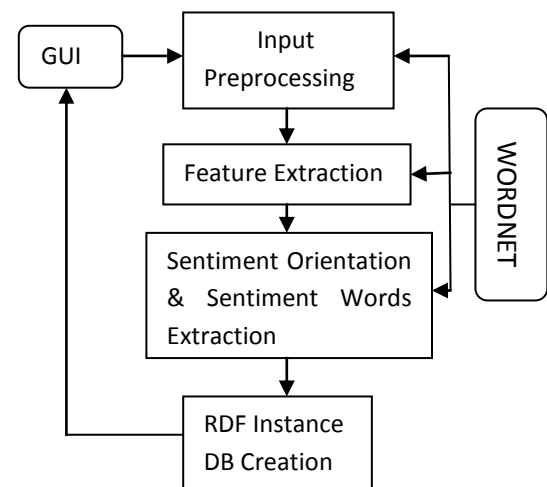 GUI
Input
Preprocessing
Feature Extraction
WORDNET
Sentiment Orientation
& Sentiment Words
Extraction
RDF Instance
DB Creation